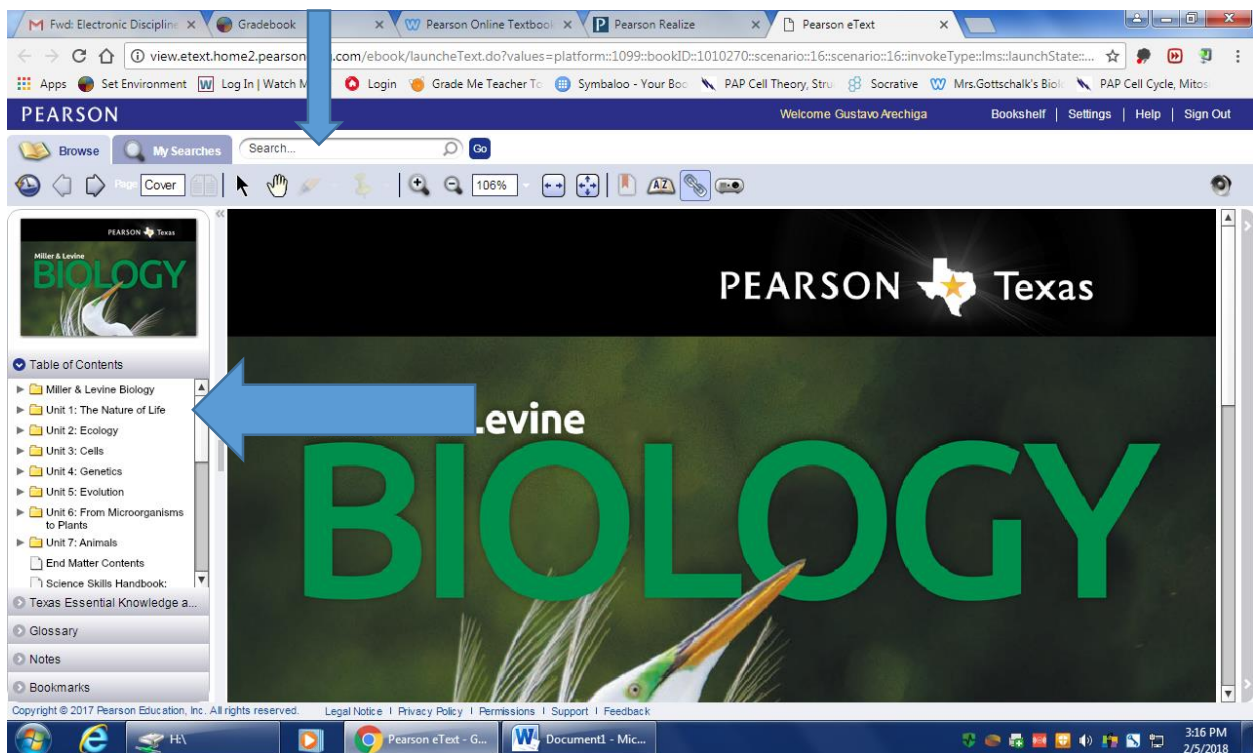 Fwd: Electronic Discipline
Gradebook
Pearson Online Textbool
Pearson Realize
Pearson eText
view.etext.home2.pearson .com/ebook/launcheText.do?values=platform::1099::bookID::1010270::scenario::16::scenario::16::invokeType::lms::launchState::...
Apps Set Environment Log In | Watch M Login Grade Me Teacher To Symbaloo - Your Boo PAP Cell Theory, Stru Socrative Mrs.Gottschalk's Biol PAP Cell Cycle, Mitos
PEARSON
Welcome Gustavo Arechiga Bookshelf | Settings | Help | Sign Out
Browse My Searches Search... Go
Page Cover 106% AZ
PEARSON Texas
Miller & Levine
BIOLOGY
Table of Contents
Miller & Levine Biology
Unit 1: The Nature of Life
Unit 2: Ecology
Unit 3: Cells
Unit 4: Genetics
Unit 5: Evolution
Unit 6: From Microorganisms
to Plants
Unit 7: Animals
End Matter Contents
Science Skills Handbook:
Texas Essential Knowledge a...
Glossary
Notes
Bookmarks
PEARSON Texas
Levine
BIOLOGY
Copyright © 2017 Pearson Education, Inc. All rights reserved. Legal Notice | Privacy Policy | Permissions | Support | Feedback
H:\ Pearson eText - G... Document1 - Mic...
3:16 PM
2/5/2018